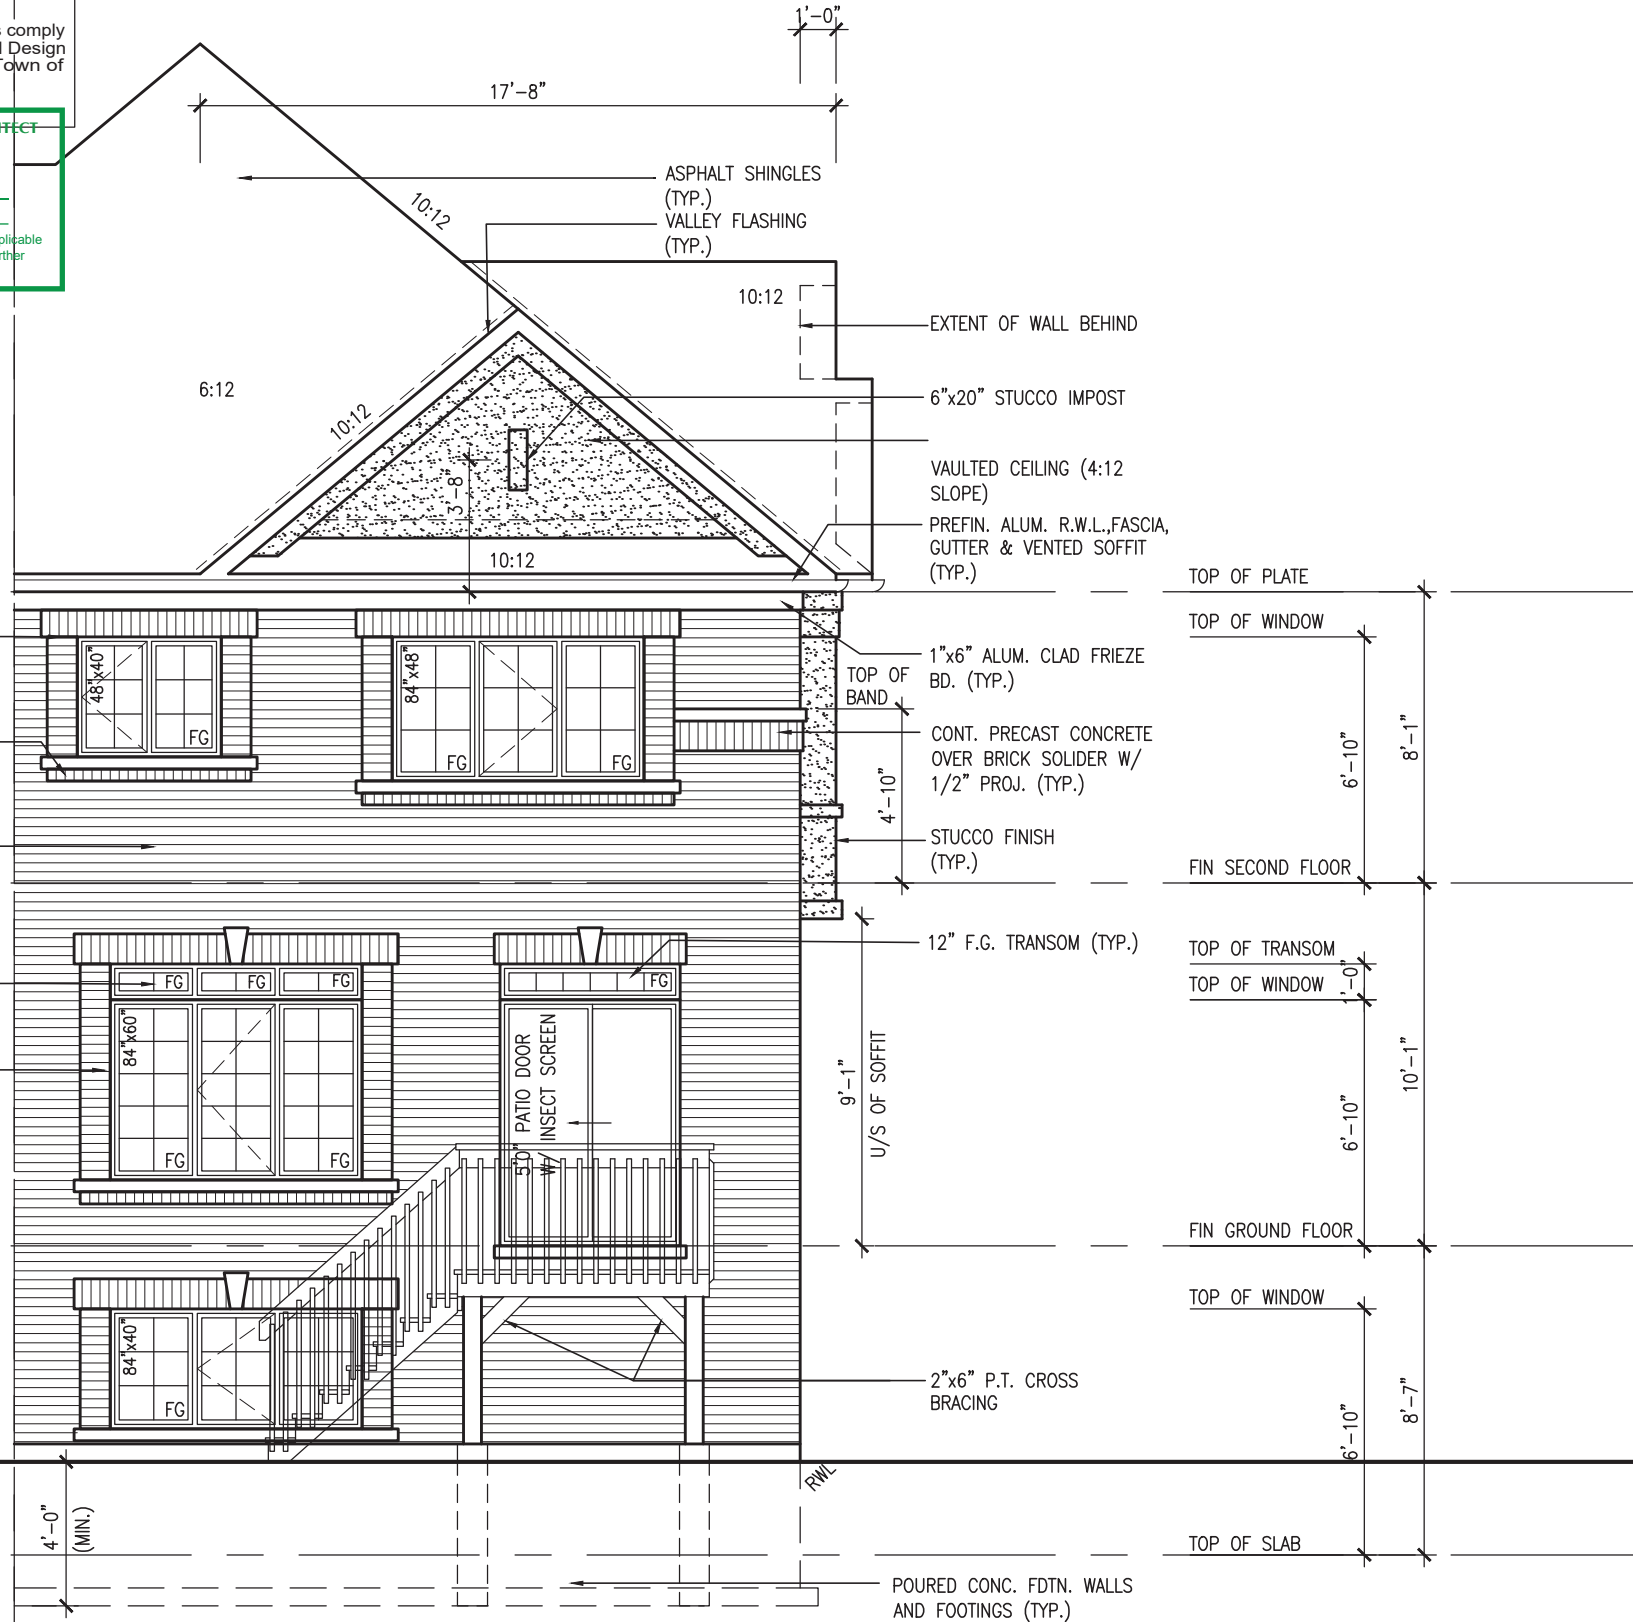 s comply
l Design
Town of
ITECT
plicable
rther
1'-0"
17'-8"
ASPHALT SHINGLES
(TYP.)
VALLEY FLASHING
(TYP.)
10:12
10:12
EXTENT OF WALL BEHIND
6:12
10:12
6"x20" STUCCO IMPOST
VAULTED CEILING (4:12
SLOPE)
3'-8"
PREFIN. ALUM. R.W.L.,FASCIA,
GUTTER & VENTED SOFFIT
(TYP.)
10:12
TOP OF PLATE
TOP OF WINDOW
48"x40"
FG
84"x48"
FG
FG
1"x6" ALUM. CLAD FRIEZE
BD. (TYP.)
TOP OF
BAND
CONT. PRECAST CONCRETE
OVER BRICK SOLIDER W/
1/2" PROJ. (TYP.)
4'-10"
6'-10"
8'-1"
STUCCO FINISH
(TYP.)
FIN SECOND FLOOR
12" F.G. TRANSOM (TYP.)
TOP OF TRANSOM
TOP OF WINDOW
1'-0"
FG
FG
FG
FG
84"x60"
FG
FG
5'0" PATIO DOOR
W/ INSECT SCREEN
9'-1"
U/S OF SOFFIT
6'-10"
10'-1"
FIN GROUND FLOOR
TOP OF WINDOW
84"x40"
FG
2"x6" P.T. CROSS
BRACING
6'-10"
8'-7"
RWL
4'-0"
(MIN.)
TOP OF SLAB
POURED CONC. FDTN. WALLS
AND FOOTINGS (TYP.)